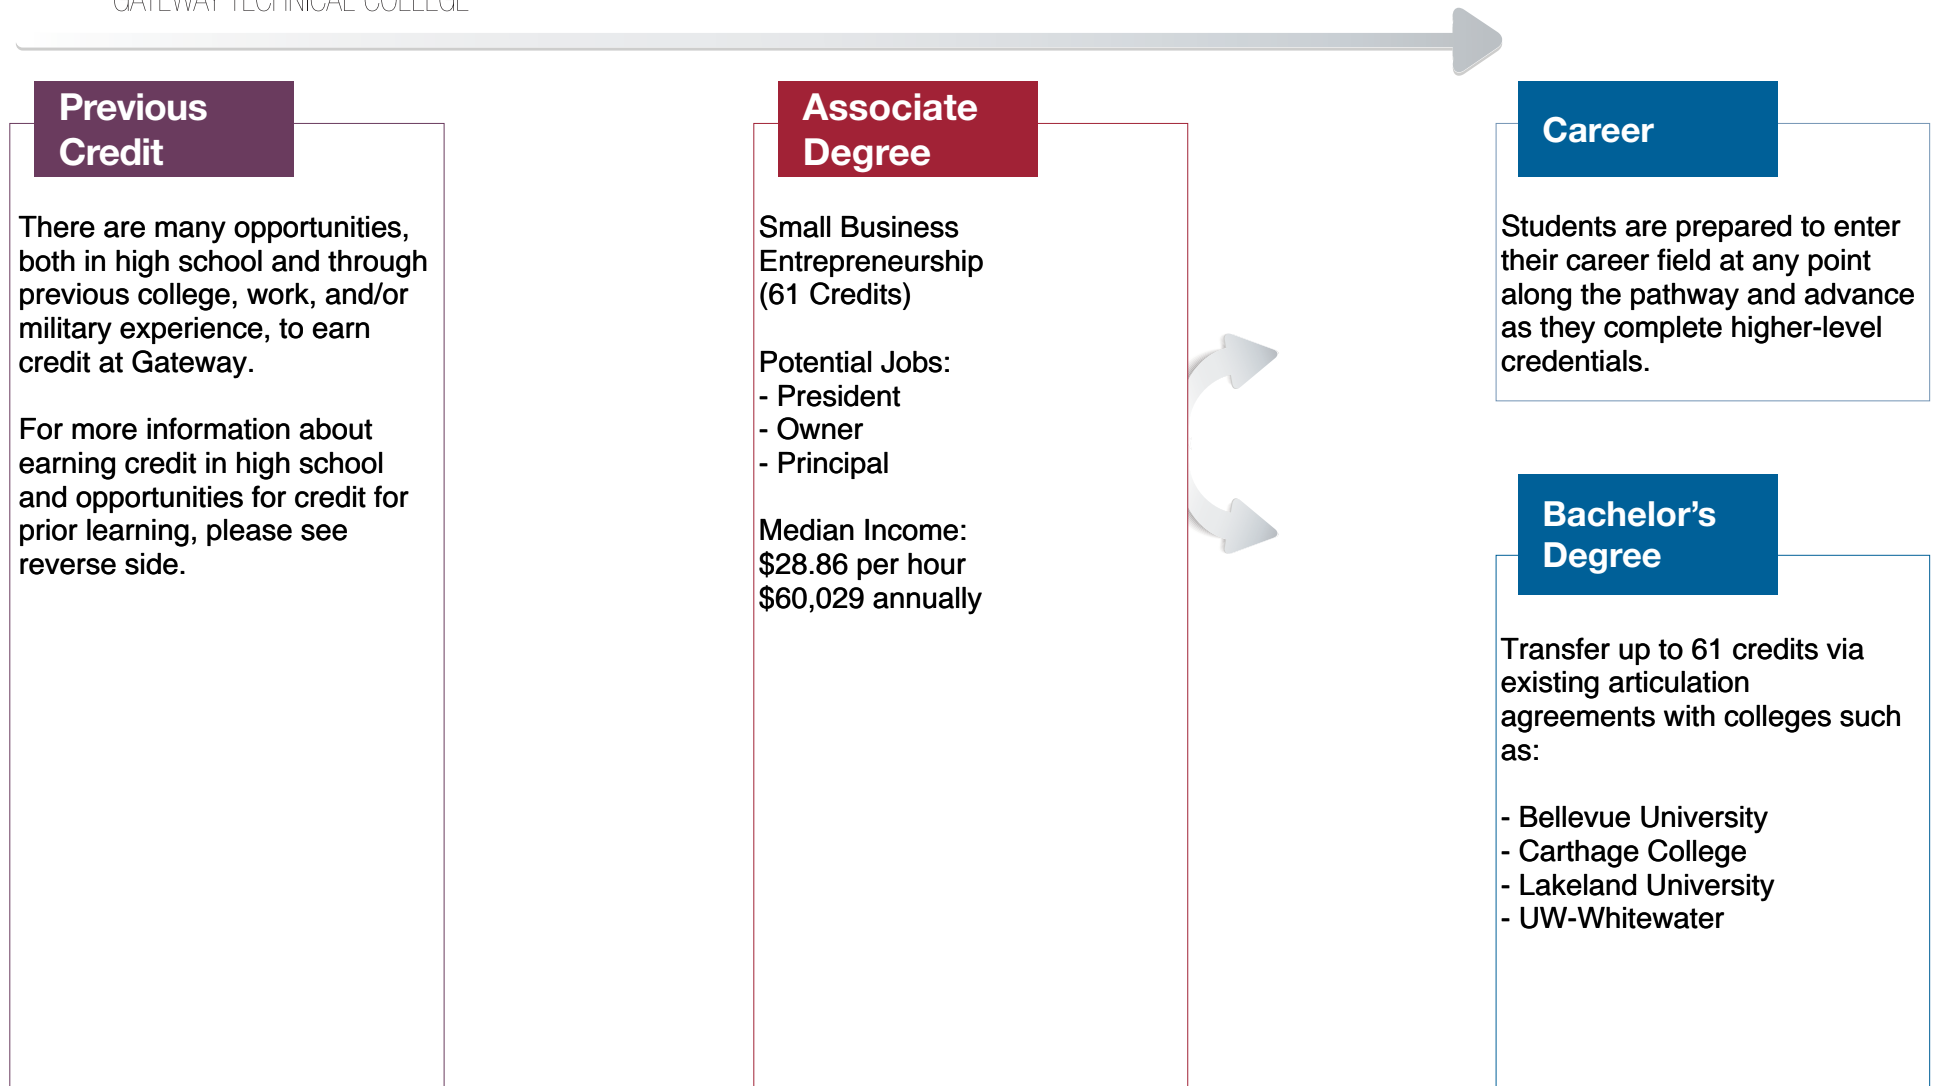 GATEWAY TECHNICAL COLLEGE
Previous
Credit
There are many opportunities,
both in high school and through
previous college, work, and/or
military experience, to earn
credit at Gateway.
For more information about
earning credit in high school
and opportunities for credit for
prior learning, please see
reverse side.
Associate
Degree
Small Business
Entrepreneurship
(61 Credits)
Potential Jobs:
- President
- Owner
- Principal
Median Income:
$28.86 per hour
$60,029 annually
Career
Students are prepared to enter
their career field at any point
along the pathway and advance
as they complete higher-level
credentials.
Bachelor’s
Degree
Transfer up to 61 credits via
existing articulation
agreements with colleges such
as:
- Bellevue University
- Carthage College
- Lakeland University
- UW-Whitewater